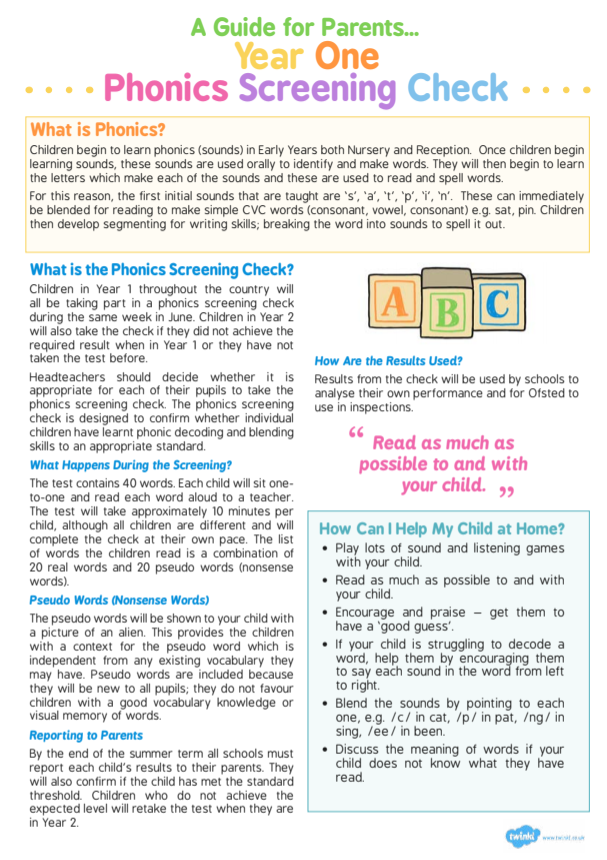 A Guide for Parents...
Year One
Phonics Screening Check
What is Phonics?
Children begin to learn phonics (sounds) in Early Years both Nursery and Reception.  Once children begin
learning sounds, these sounds are used orally to identify and make words. They will then begin to learn
the letters which make each of the sounds and these are used to read and spell words.
For this reason, the first initial sounds that are taught are ‘s’, ‘a’, ‘t’, ‘p’, ‘i’, ‘n’.  These can immediately
be blended for reading to make simple CVC words (consonant, vowel, consonant) e.g. sat, pin. Children
then develop segmenting for writing skills; breaking the word into sounds to spell it out.
What is the Phonics Screening Check?
Children in Year 1 throughout the country will
all be taking part in a phonics screening check
during the same week in June. Children in Year 2
will also take the check if they did not achieve the
required result when in Year 1 or they have not
taken the test before.
Headteachers should decide whether it is
appropriate for each of their pupils to take the
phonics screening check. The phonics screening
check is designed to confirm whether individual
children have learnt phonic decoding and blending
skills to an appropriate standard.
What Happens During the Screening?
The test contains 40 words. Each child will sit one-
to-one and read each word aloud to a teacher.
The test will take approximately 10 minutes per
child, although all children are different and will
complete the check at their own pace. The list
of words the children read is a combination of
20 real words and 20 pseudo words (nonsense
words).
Pseudo Words (Nonsense Words)
The pseudo words will be shown to your child with
a picture of an alien. This provides the children
with a context for the pseudo word which is
independent from any existing vocabulary they
may have. Pseudo words are included because
they will be new to all pupils; they do not favour
children with a good vocabulary knowledge or
visual memory of words.
Reporting to Parents
By the end of the summer term all schools must
report each child’s results to their parents. They
will also confirm if the child has met the standard
threshold. Children who do not achieve the
expected level will retake the test when they are
in Year 2.
A B C
How Are the Results Used?
Results from the check will be used by schools to
analyse their own performance and for Ofsted to
use in inspections.
“ Read as much as
possible to and with
your child. ”
How Can I Help My Child at Home?
• Play lots of sound and listening games
with your child.
• Read as much as possible to and with
your child.
• Encourage and praise – get them to
have a ‘good guess’.
• If your child is struggling to decode a
word, help them by encouraging them
to say each sound in the word from left
to right.
• Blend the sounds by pointing to each
one, e.g. /c/ in cat, /p/ in pat, /ng/ in
sing, /ee/ in been.
• Discuss the meaning of words if your
child does not know what they have
read.
twinkl www.twinkl.co.uk